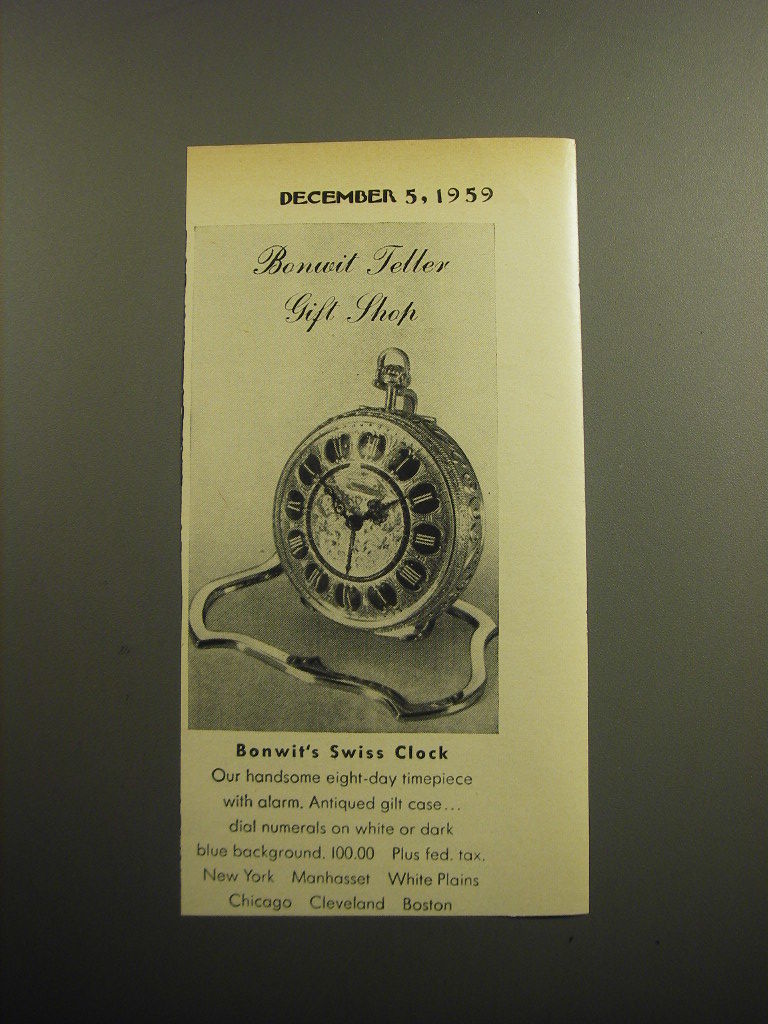 DECEMBER 5, 1959
Bonwit Teller
Gift Shop
Bonwit's Swiss Clock
Our handsome eight-day timepiece
with alarm. Antiqued gilt case...
dial numerals on white or dark
blue background. 100.00 Plus fed. tax.
New York Manhasset White Plains
Chicago Cleveland Boston